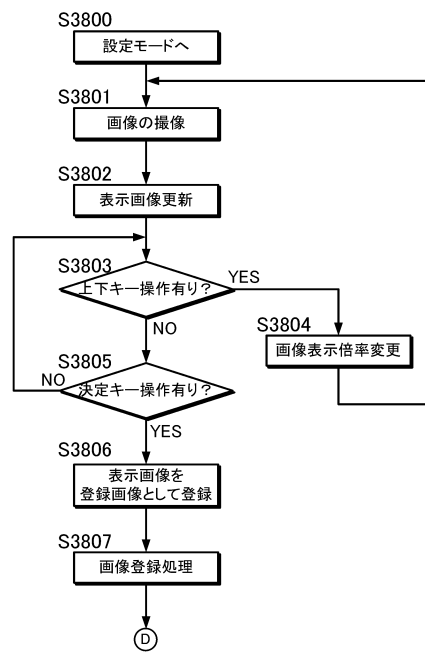 S3800
設定モードへ
S3801
画像の撮像
S3802
表示画像更新
S3803
上下キー操作有り？
YES
NO
S3804
画像表示倍率変更
S3805
決定キー操作有り？
NO
YES
S3806
表示画像を
登録画像として登録
S3807
画像登録処理
D